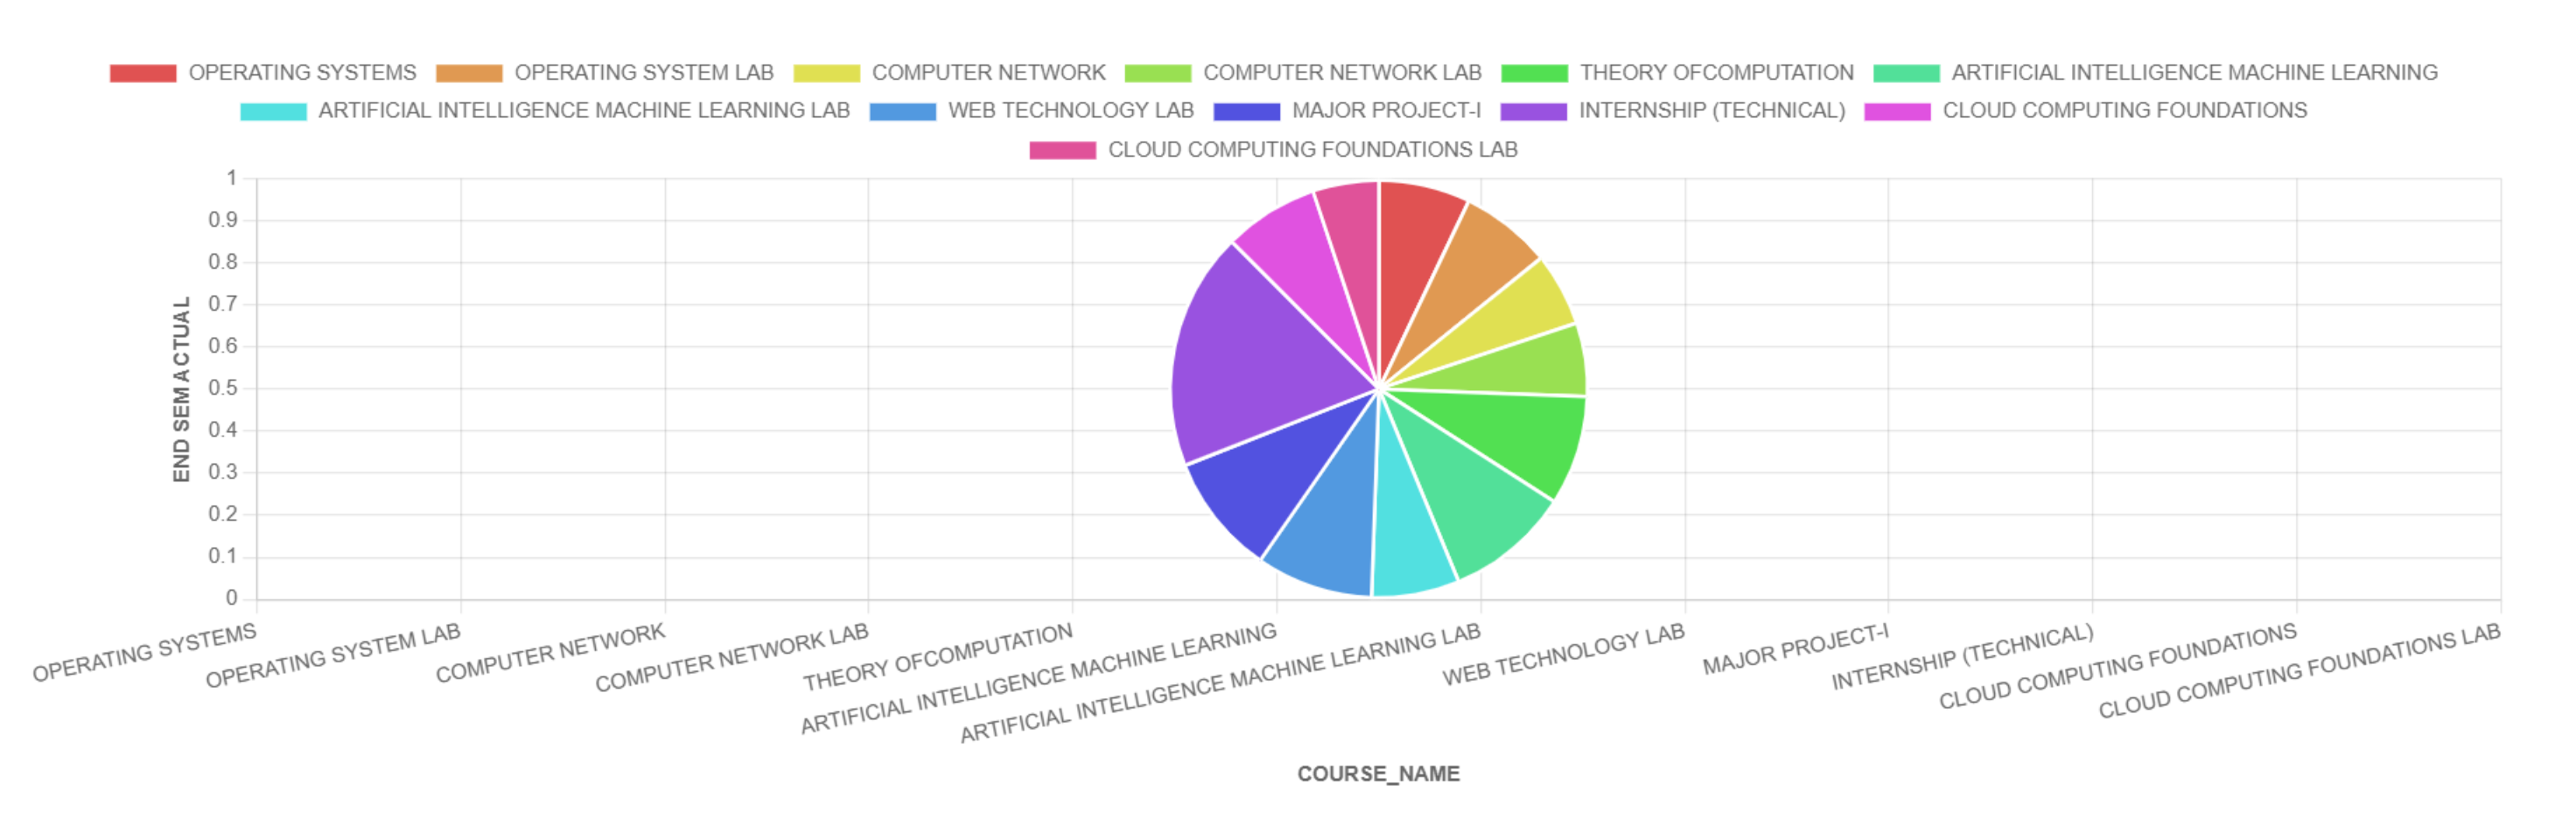 OPERATING SYSTEMS OPERATING SYSTEM LAB COMPUTER NETWORK COMPUTER NETWORK LAB THEORY OFCOMPUTATION ARTIFICIAL INTELLIGENCE MACHINE LEARNING
ARTIFICIAL INTELLIGENCE MACHINE LEARNING LAB WEB TECHNOLOGY LAB MAJOR PROJECT-I INTERNSHIP (TECHNICAL) CLOUD COMPUTING FOUNDATIONS
CLOUD COMPUTING FOUNDATIONS LAB
END SEM ACTUAL
1
0.9
0.8
0.7
0.6
0.5
0.4
0.3
0.2
0.1
0
OPERATING SYSTEMS
OPERATING SYSTEM LAB
COMPUTER NETWORK
COMPUTER NETWORK LAB
THEORY OFCOMPUTATION
ARTIFICIAL INTELLIGENCE MACHINE LEARNING
ARTIFICIAL INTELLIGENCE MACHINE LEARNING LAB
WEB TECHNOLOGY LAB
MAJOR PROJECT-I
INTERNSHIP (TECHNICAL)
CLOUD COMPUTING FOUNDATIONS
CLOUD COMPUTING FOUNDATIONS LAB
COURSE_NAME